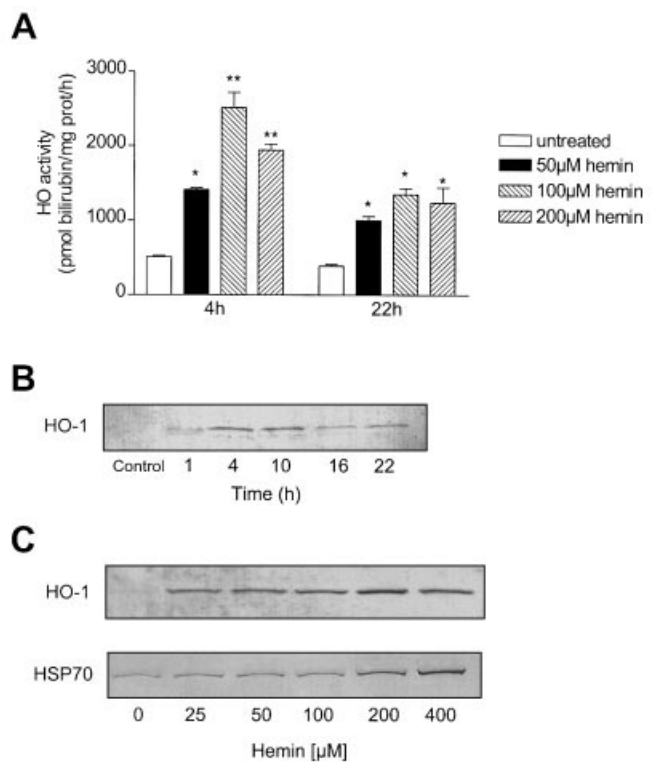 A
HO activity
(pmol bilirubin/mg prot/h)
3000
2000
1000
0
*
**
**
*
*
*
4h
22h
untreated
50µM hemin
100µM hemin
200µM hemin
B
HO-1
Control 1 4 10 16 22
Time (h)
C
HO-1
HSP70
0 25 50 100 200 400
Hemin [µM]